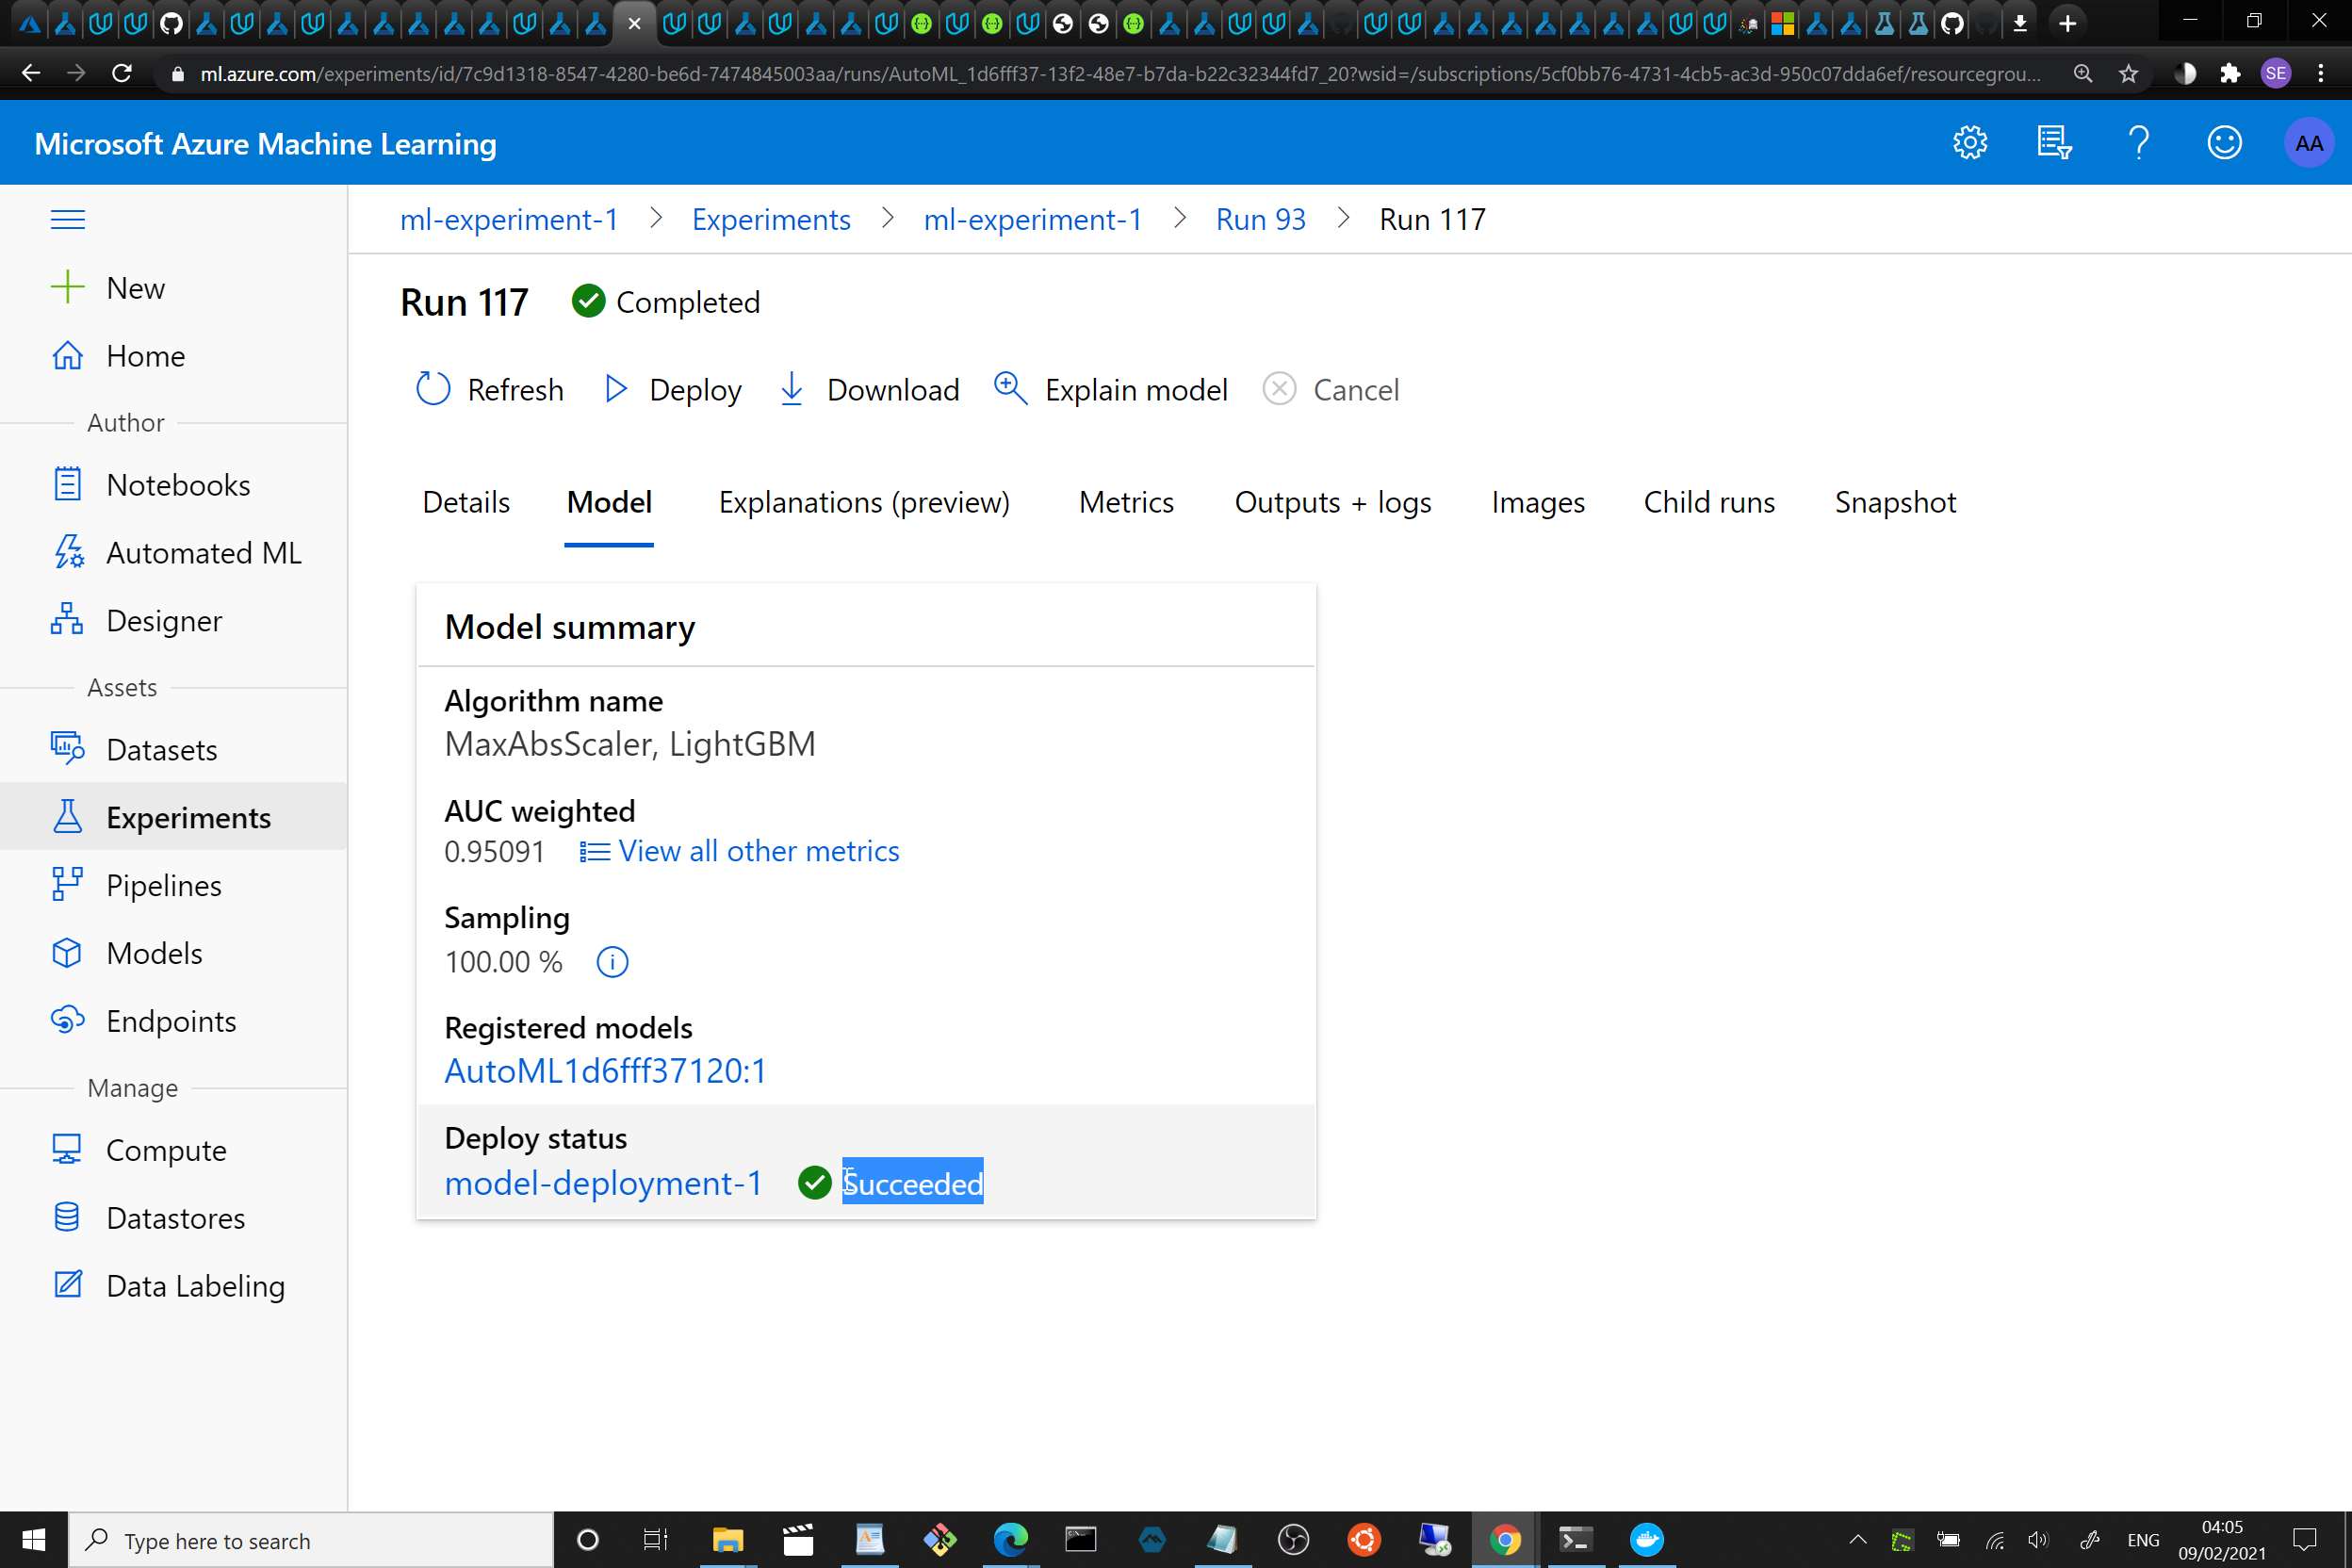 ml.azure.com/experiments/id/7c9d1318-8547-4280-be6d-7474845003aa/runs/AutoML_1d6fff37-13f2-48e7-b7da-b22c32344fd7_20?wsid=/subscriptions/5cf0bb76-4731-4cb5-ac3d-950c07dda6ef/resourcegrou...
SE
Microsoft Azure Machine Learning
AA
ml-experiment-1 > Experiments > ml-experiment-1 > Run 93 > Run 117
New
Home
Author
Notebooks
Automated ML
Designer
Assets
Datasets
Experiments
Pipelines
Models
Endpoints
Manage
Compute
Datastores
Data Labeling
Run 117 Completed
Refresh Deploy Download Explain model Cancel
Details Model Explanations (preview) Metrics Outputs + logs Images Child runs Snapshot
Model summary
Algorithm name
MaxAbsScaler, LightGBM
AUC weighted
0.95091 View all other metrics
Sampling
100.00 %
Registered models
AutoML1d6fff37120:1
Deploy status
model-deployment-1 Succeeded
Type here to search
ENG
04:05
09/02/2021